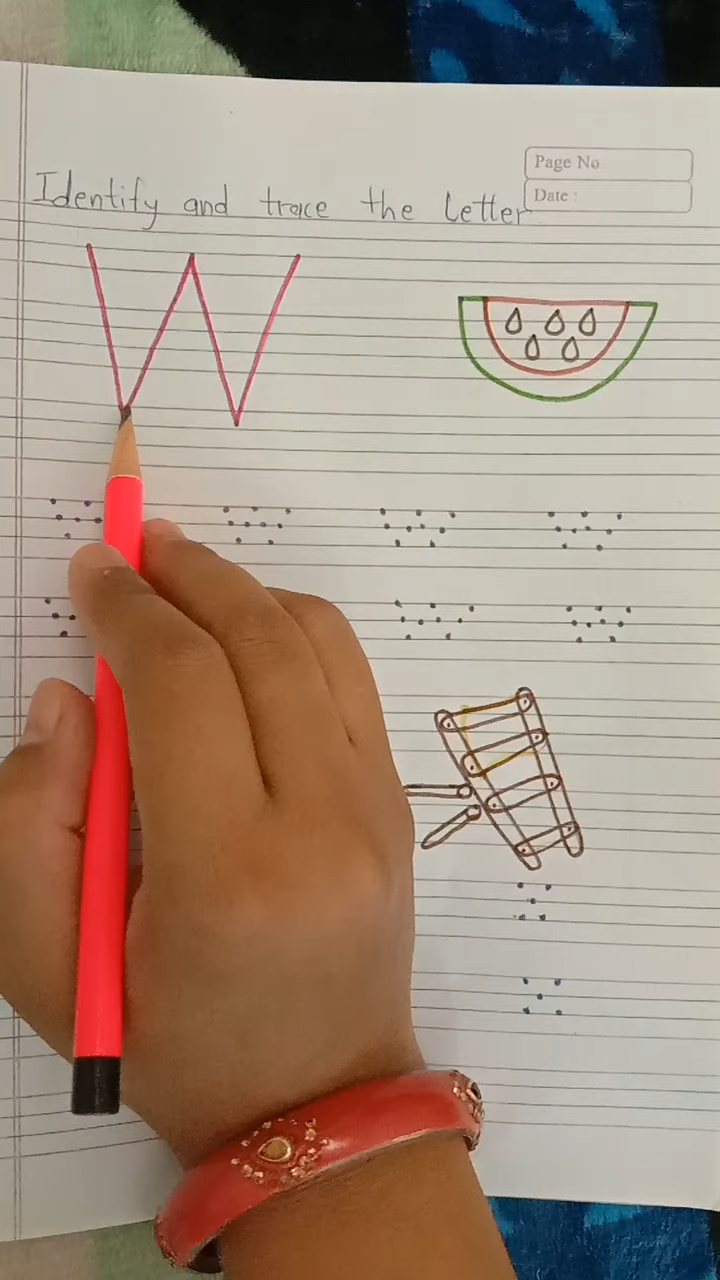 Page No.
Date :
Identify and trace the Letter
W